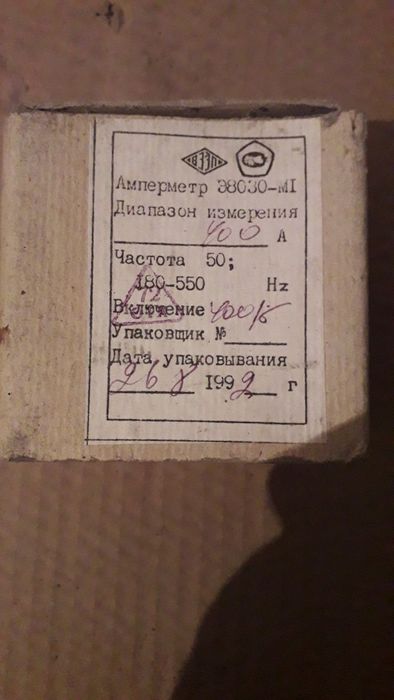 Амперметр Э8030-М1
Диапазон измерения
400 А
Частота 50;
180-550 Hz
Включение 400/5
Упаковщик №
Дата упаковывания
26 8 1992 г